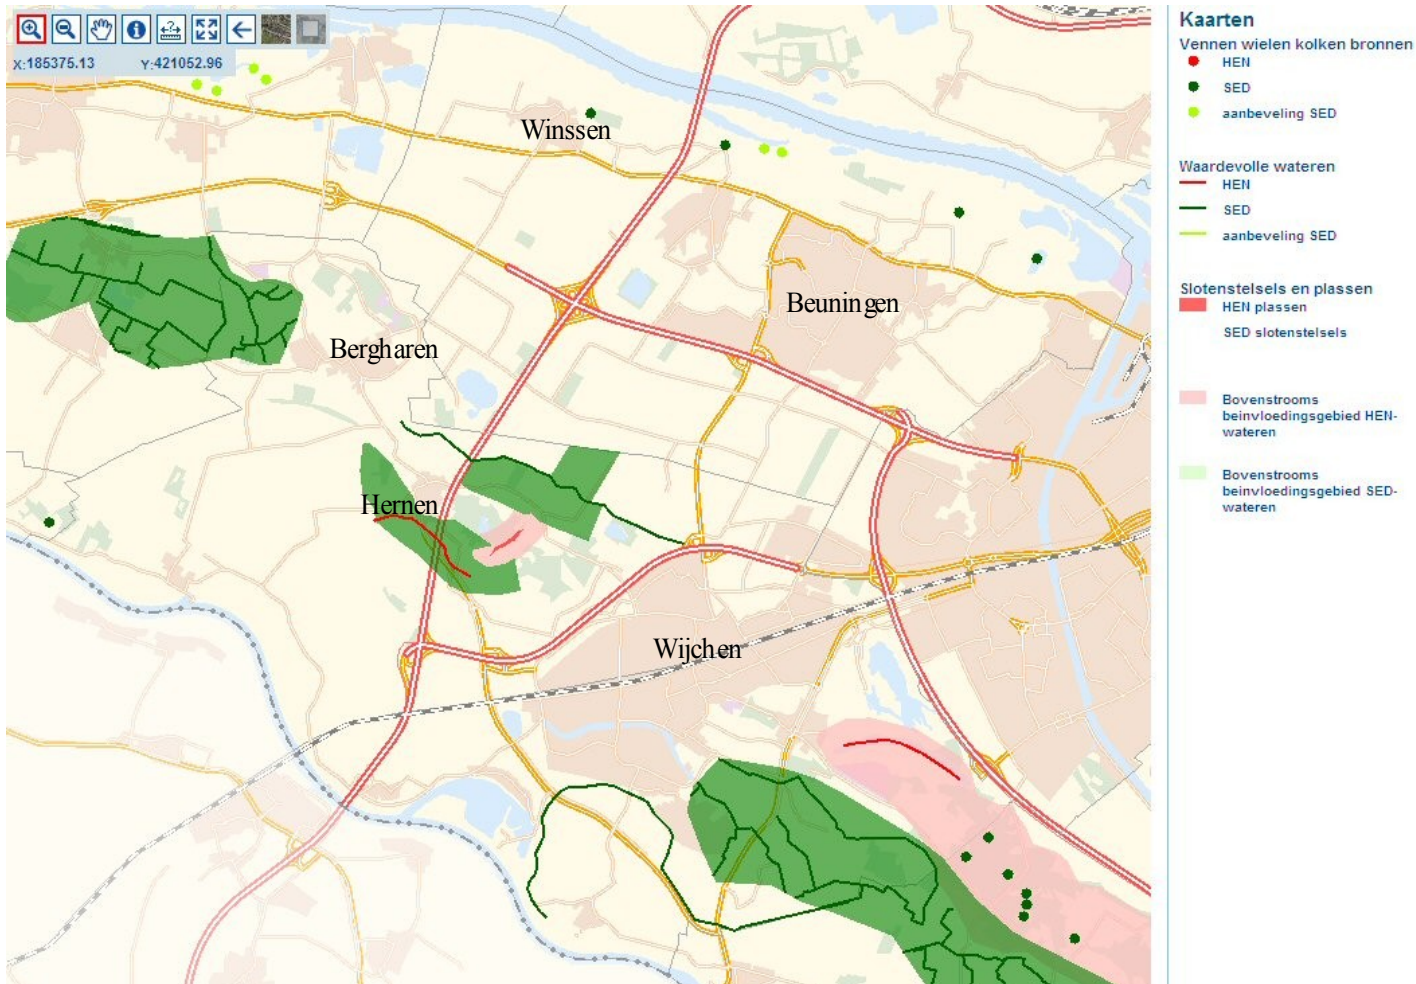 X:185375.13 Y:421052.96
Winssen
Beuningen
Bergharen
Hernen
Wijchen
Kaarten
Vennen wielen kolken bronnen
HEN
SED
aanbeveling SED
Waardevolle wateren
HEN
SED
aanbeveling SED
Slotenstelsels en plassen
HEN plassen
SED slotenstelsels
Bovenstrooms
beinvloedingsgebied HEN-
wateren
Bovenstrooms
beinvloedingsgebied SED-
wateren